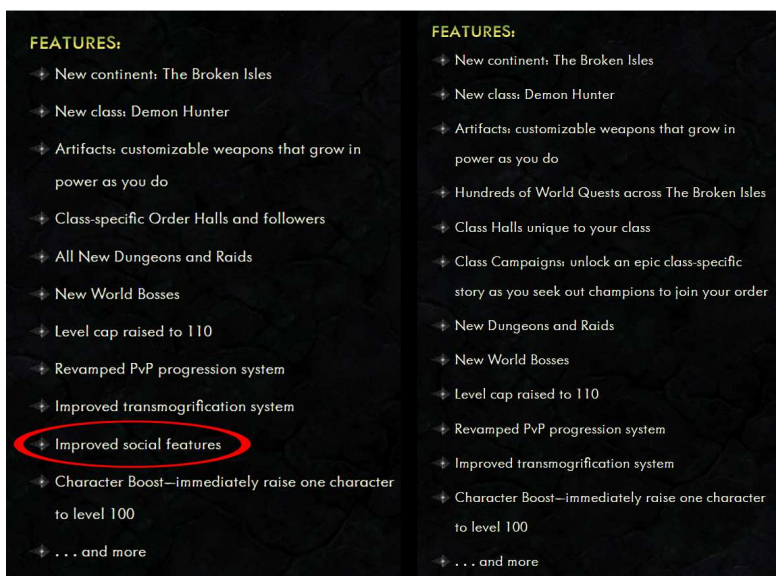 FEATURES:
New continent: The Broken Isles
New class: Demon Hunter
Artifacts: customizable weapons that grow in
power as you do
Class-specific Order Halls and followers
All New Dungeons and Raids
New World Bosses
Level cap raised to 110
Revamped PvP progression system
Improved transmogrification system
Improved social features
Character Boost—immediately raise one character
to level 100
. . . and more
FEATURES:
New continent: The Broken Isles
New class: Demon Hunter
Artifacts: customizable weapons that grow in
power as you do
Hundreds of World Quests across The Broken Isles
Class Halls unique to your class
Class Campaigns: unlock an epic class-specific
story as you seek out champions to join your order
New Dungeons and Raids
New World Bosses
Level cap raised to 110
Revamped PvP progression system
Improved transmogrification system
Character Boost—immediately raise one character
to level 100
. . . and more